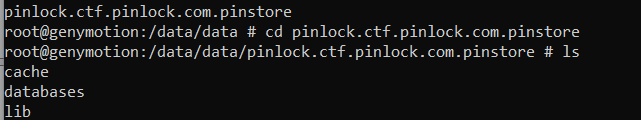 pinlock.ctf.pinlock.com.pinstore
root@genymotion:/data/data # cd pinlock.ctf.pinlock.com.pinstore
root@genymotion:/data/data/pinlock.ctf.pinlock.com.pinstore # ls
cache
databases
lib